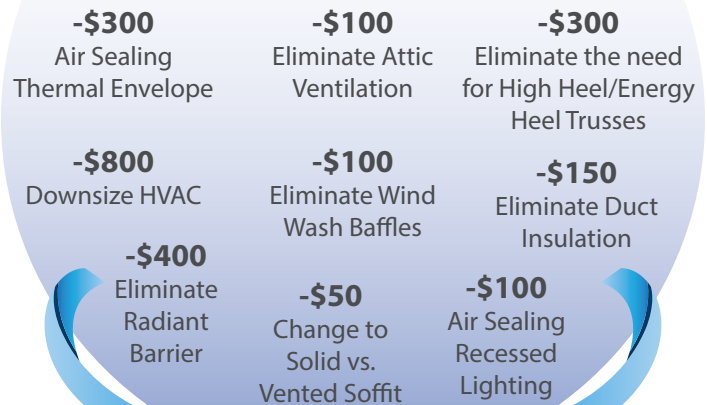 -$300
Air Sealing
Thermal Envelope
-$100
Eliminate Attic
Ventilation
-$300
Eliminate the need
for High Heel/Energy
Heel Trusses
-$800
Downsize HVAC
-$100
Eliminate Wind
Wash Baffles
-$150
Eliminate Duct
Insulation
-$400
Eliminate
Radiant
Barrier
-$50
Change to
Solid vs.
Vented Soffit
-$100
Air Sealing
Recessed
Lighting